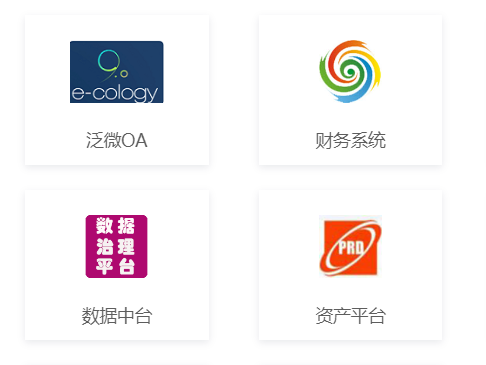 e-cology
泛微OA
财务系统
数据
治理
平台
数据中台
PRD
资产平台